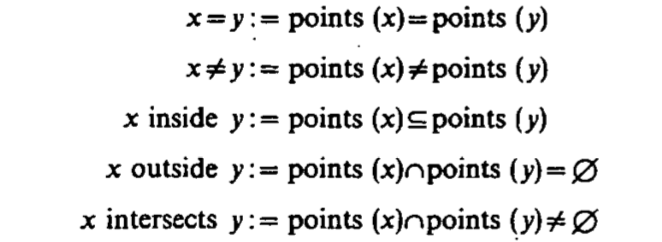 x=y:= points (x)=points (y)
x≠y:= points (x)≠points (y)
x inside y:= points (x)⊆points (y)
x outside y:= points (x)∩points (y)=∅
x intersects y:= points (x)∩points (y)≠∅